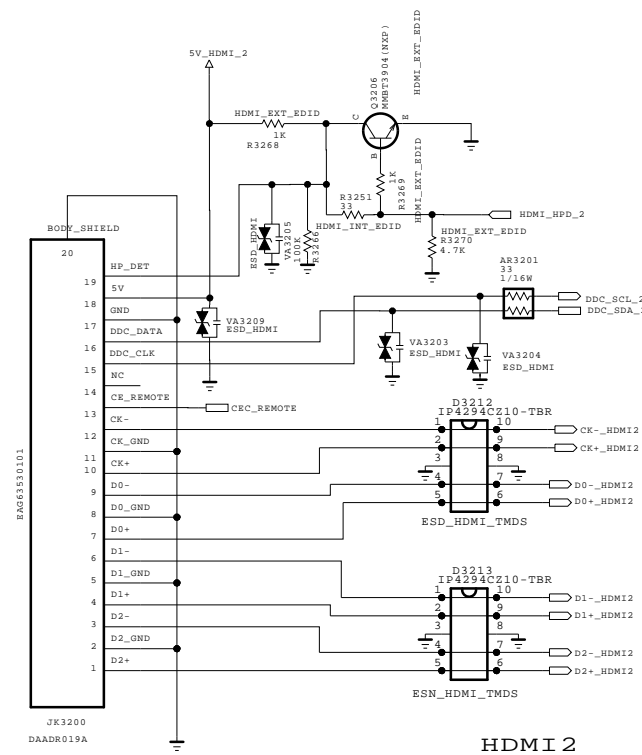 5V_HDMI_2
HDMI_EXT_EDID
1K
R3268
C
Q3206
MMBT3904(NXP)
HDMI_EXT_EDID
E
B
1K
R3269
HDMI_EXT_EDID
R3251
33
HDMI_INT_EDID
HDMI_HPD_2
HDMI_EXT_EDID
R3270
4.7K
ESD_HDMI
VA3205
100K
R3266
AR3201
33
1/16W
DDC_SCL_2
DDC_SDA_2
VA3209
ESD_HDMI
VA3203
ESD_HDMI
VA3204
ESD_HDMI
BODY_SHIELD
20
19
HP_DET
18
5V
17
GND
16
DDC_DATA
15
DDC_CLK
14
NC
13
CE_REMOTE
CEC_REMOTE
12
CK-
11
CK_GND
10
CK+
9
D0-
8
D0_GND
7
D0+
6
D1-
5
D1_GND
4
D1+
3
D2-
2
D2_GND
1
D2+
EAG63530101
JK3200
DAADR019A
D3212
IP4294CZ10-TBR
1
2
3
4
5
10
9
8
7
6
CK-_HDMI2
CK+_HDMI2
D0-_HDMI2
D0+_HDMI2
ESD_HDMI_TMDS
D3213
IP4294CZ10-TBR
1
2
3
4
5
10
9
8
7
6
D1-_HDMI2
D1+_HDMI2
D2-_HDMI2
D2+_HDMI2
ESN_HDMI_TMDS
HDMI2